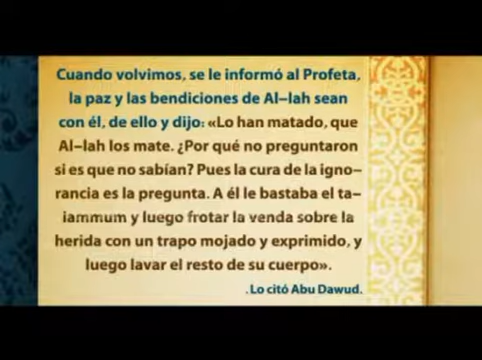 Cuando volvimos, se le informó al Profeta,
la paz y las bendiciones de Al-lah sean
con él, de ello y dijo: «Lo han matado, que
Al-lah los mate. ¿Por qué no preguntaron
si es que no sabían? Pues la cura de la igno-
rancia es la pregunta. A él le bastaba el ta-
iammum y luego frotar la venda sobre la
herida con un trapo mojado y exprimido, y
luego lavar el resto de su cuerpo».
. Lo citó Abu Dawud.